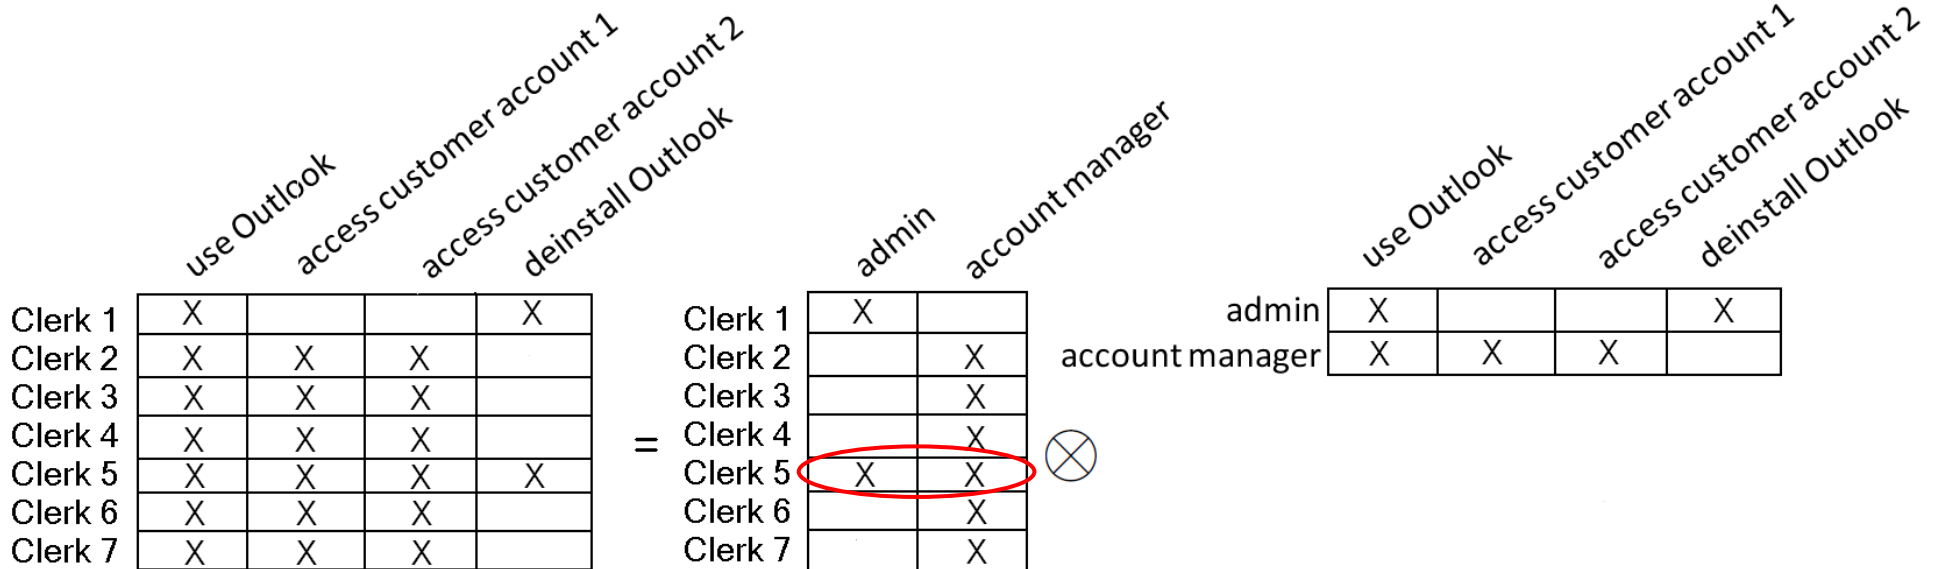 use Outlook
access customer account 1
access customer account 2
deinstall Outlook
Clerk 1 X X
Clerk 2 X X X
Clerk 3 X X X
Clerk 4 X X X
Clerk 5 X X X X
Clerk 6 X X X
Clerk 7 X X X
=
admin
account manager
Clerk 1 X
Clerk 2 X
Clerk 3 X
Clerk 4 X
Clerk 5 X X
Clerk 6 X
Clerk 7 X
⊗
use Outlook
access customer account 1
access customer account 2
deinstall Outlook
admin X X
account manager X X X